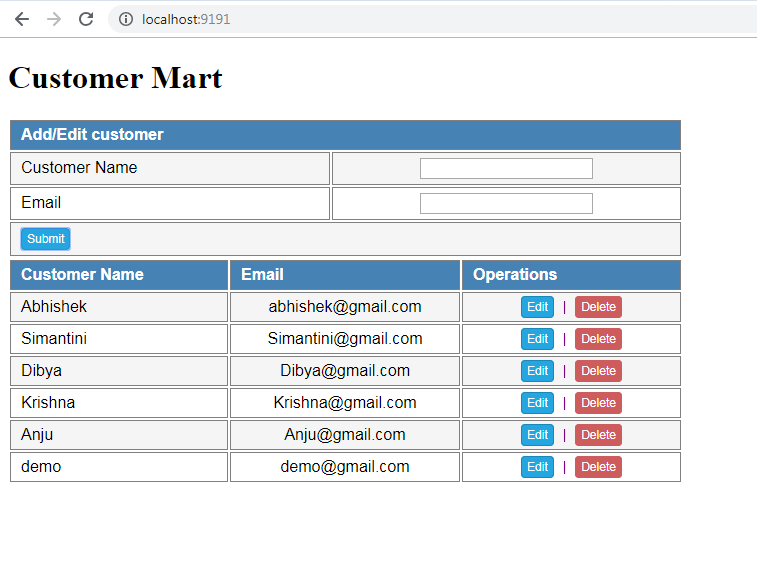 localhost:9191
Customer Mart
Add/Edit customer
Customer Name
Email
Submit
Customer Name Email Operations
Abhishek abhishek@gmail.com Edit | Delete
Simantini Simantini@gmail.com Edit | Delete
Dibya Dibya@gmail.com Edit | Delete
Krishna Krishna@gmail.com Edit | Delete
Anju Anju@gmail.com Edit | Delete
demo demo@gmail.com Edit | Delete